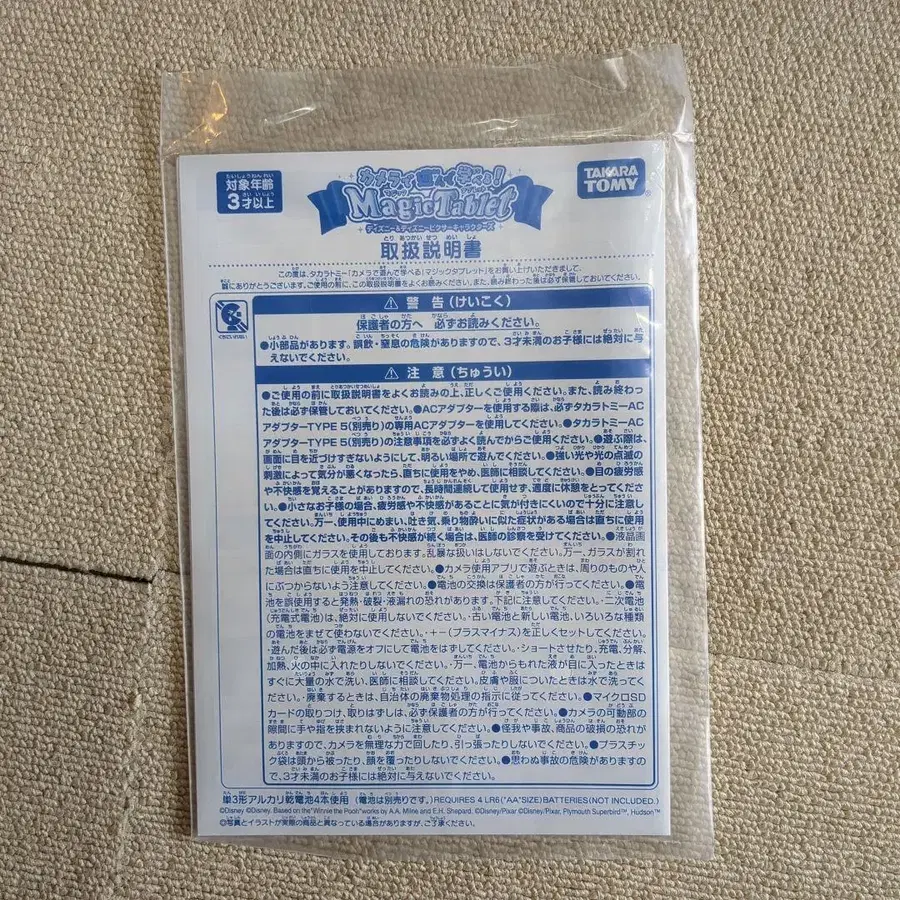 対象年齢
3才以上
カメラで遊んで学べる!
Magic Tablet
ディズニー&ディズニーピクサーキャラクターズ
TAKARA
TOMY
取扱説明書
この度は、タカラトミー「カメラで遊んで学べる!マジックタブレット」をお買い上げいただきまして、
誠にありがとうございます。ご使用の前に、この取扱説明書をよくお読みください。また、読み終わった後は必ず保管しておいてください。
警告(けいこく)
保護者の方へ 必ずお読みください。
●小部品があります。誤飲・窒息の危険がありますので、3才未満のお子様には絶対に与
えないでください。
注意(ちゅうい)
●ご使用の前に取扱説明書をよくお読みの上、正しくご使用ください。また、読み終わっ
た後は必ず保管しておいてください。●ACアダプターを使用する際は、必ずタカラトミーAC
アダプターTYPE 5(別売り)の専用ACアダプターを使用してください。●タカラトミーAC
アダプターTYPE 5(別売り)の注意事項を必ずよく読んでからご使用ください。●遊ぶ際は、
画面に目を近づけすぎないようにして、明るい場所で遊んでください。●強い光や光の点滅の
刺激によって気分が悪くなったら、直ちに使用をやめ、医師に相談してください。●目の疲労感
や不快感を覚えることがありますので、長時間連続して使用せず、適度に休憩をとってくださ
い。●小さなお子様の場合、疲労感や不快感があることに気が付きにくいので十分に注意し
てください。万一、使用中にめまい、吐き気、乗り物酔いに似た症状がある場合は直ちに使用
を中止してください。その後も不快感が続く場合は、医師の診察を受けてください。●液晶画
面の内側にガラスを使用しております。乱暴な扱いはしないでください。万一、ガラスが割れ
た場合は直ちに使用を中止してください。●カメラ使用アプリで遊ぶときは、周りのものや人
にぶつからないよう注意してください。●電池の交換は保護者の方が行ってください。●電
池を誤使用すると発熱・破裂・液漏れの恐れがあります。下記に注意してください。・二次電池
(充電式電池)は、絶対に使用しないでください。・古い電池と新しい電池、いろいろな種類
の電池をまぜて使わないでください。・+−(プラスマイナス)を正しくセットしてください。
・遊んだ後は必ず電源をオフにして電池をはずしてください。・ショートさせたり、充電、分解、
加熱、火の中に入れたりしないでください。・万一、電池からもれた液が目に入ったときは
すぐに大量の水で洗い、医師に相談してください。皮膚や服についたときは水で洗ってく
ださい。・廃棄するときは、自治体の廃棄物処理の指示に従ってください。●マイクロSD
カードの取りつけ、取りはずしは、必ず保護者の方が行ってください。●カメラの可動部の
隙間に手や指を挟まれないように注意してください。●怪我や事故、商品の破損の恐れが
ありますので、カメラを無理な力で回したり、引っ張ったりしないでください。●プラスチッ
ク袋は頭から被ったり、顔を覆ったりしないでください。●思わぬ事故の危険があります
ので、3才未満のお子様には絶対に与えないでください。
単3形アルカリ乾電池4本使用(電池は別売りです。)REQUIRES 4 LR6("AA"SIZE)BATTERIES(NOT INCLUDED.)
©Disney ©Disney. Based on the "Winnie the Pooh" works by A.A. Milne and E.H. Shepard. ©Disney/Pixar ©Disney/Pixar, Plymouth Superbird™, Hudson™
◎写真とイラストが実際の商品と異なっている場合がありますが、ご了承ください。